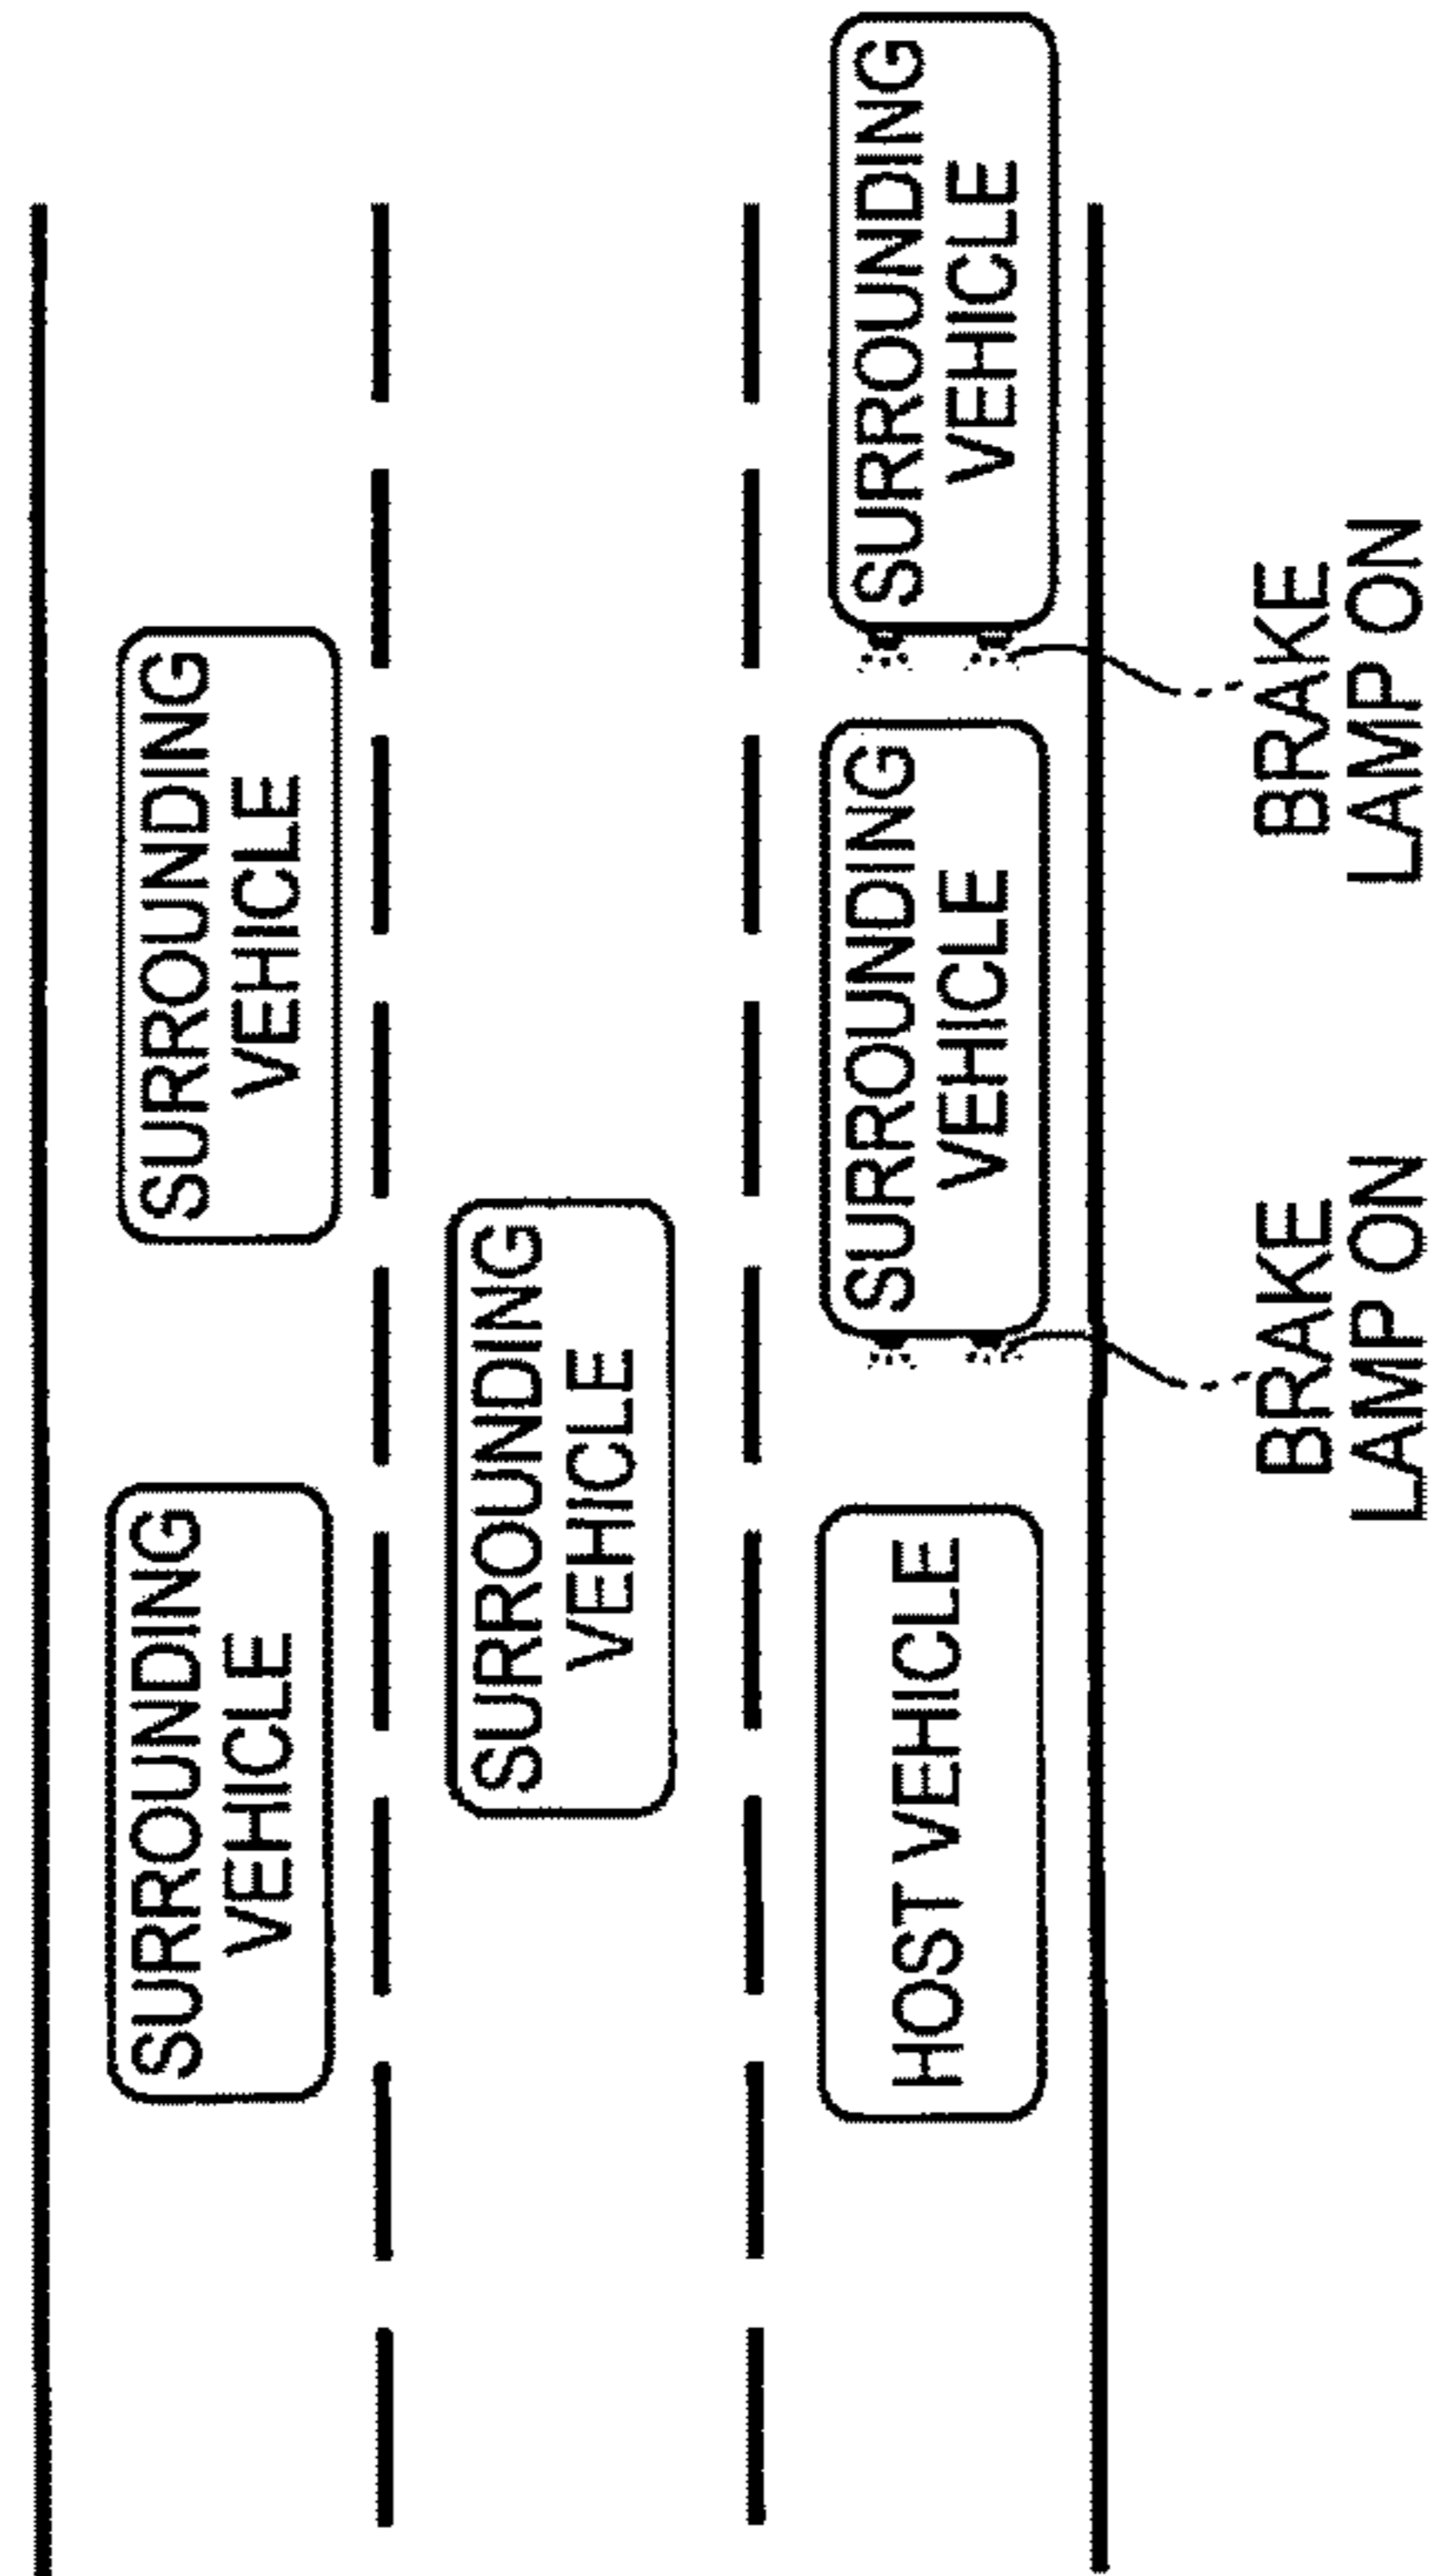 SURROUNDING
VEHICLE
SURROUNDING
VEHICLE
SURROUNDING
VEHICLE
HOST VEHICLE
SURROUNDING
VEHICLE
SURROUNDING
VEHICLE
BRAKE
LAMP ON
BRAKE
LAMP ON